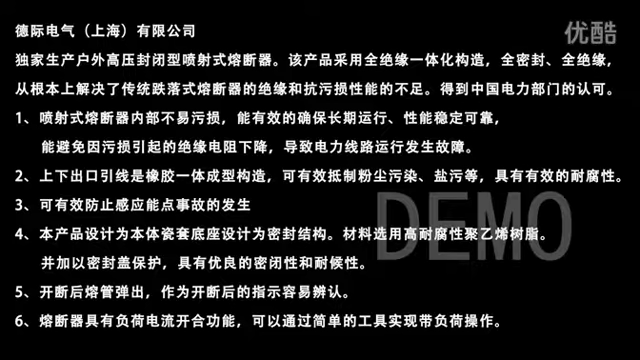 德际电气（上海）有限公司
优酷
独家生产户外高压封闭型喷射式熔断器。该产品采用全绝缘一体化构造，全密封、全绝缘，
从根本上解决了传统跌落式熔断器的绝缘和抗污损性能的不足。得到中国电力部门的认可。
1、喷射式熔断器内部不易污损，能有效的确保长期运行、性能稳定可靠，
能避免因污损引起的绝缘电阻下降，导致电力线路运行发生故障。
2、上下出口引线是橡胶一体成型构造，可有效抵制粉尘污染、盐污等，具有有效的耐腐性。
3、可有效防止感应能点事故的发生
DEMO
4、本产品设计为本体瓷套底座设计为密封结构。材料选用高耐腐性聚乙烯树脂。
并加以密封盖保护，具有优良的密闭性和耐候性。
5、开断后熔管弹出，作为开断后的指示容易辨认。
6、熔断器具有负荷电流开合功能，可以通过简单的工具实现带负荷操作。